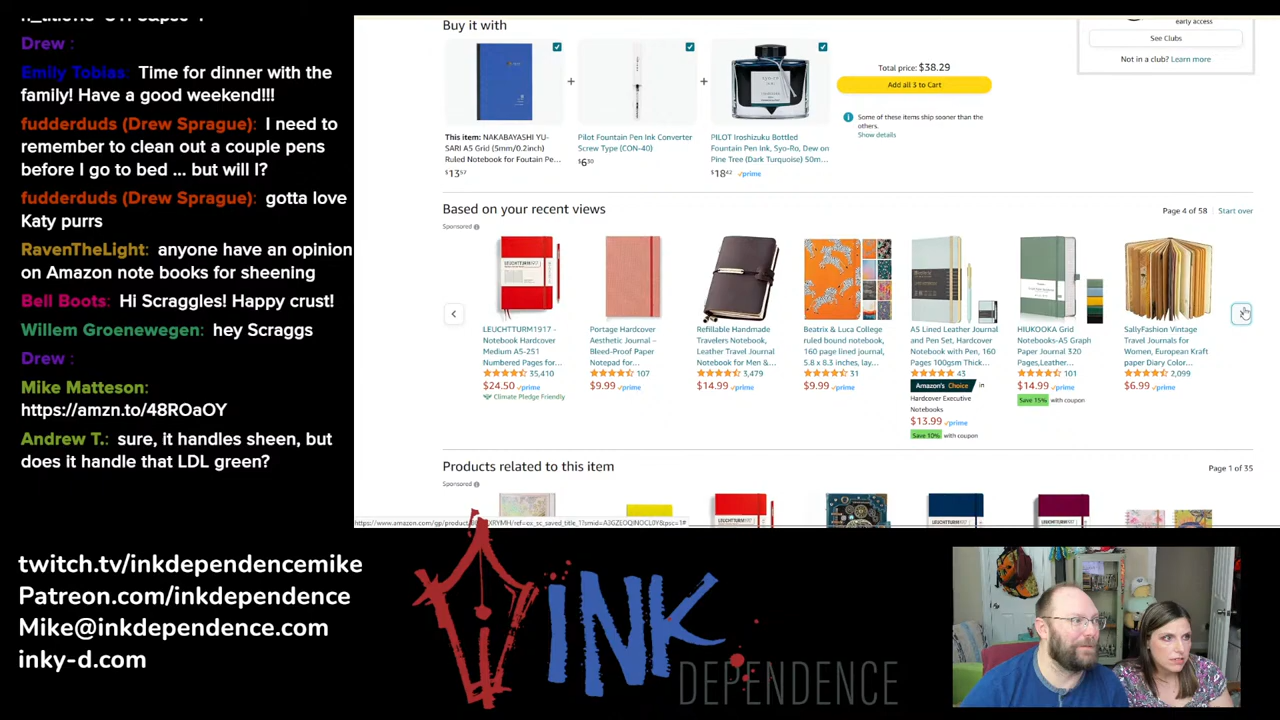 Drew :
Emily Tobias: Time for dinner with the
family! Have a good weekend!!!
fudderduds (Drew Sprague): I need to
remember to clean out a couple pens
before I go to bed ... but will I?
fudderduds (Drew Sprague): gotta love
Katy purrs
RavenTheLight: anyone have an opinion
on Amazon note books for sheening
Bell Boots: Hi Scraggles! Happy crust!
Willem Groenewegen: hey Scraggs
Drew :
Mike Matteson:
https://amzn.to/48ROaOY
Andrew T.: sure, it handles sheen, but
does it handle that LDL green?
twitch.tv/inkdependencemike
Patreon.com/inkdependence
Mike@inkdependence.com
inky-d.com
Buy it with
This item: NAKABAYASHI YU-
SARI A5 Grid (5mm/0.2inch)
Ruled Notebook for Foutain Pe...
$13⁵⁷
Pilot Fountain Pen Ink Converter
Screw Type (CON-40)
$6³⁰
PILOT Iroshizuku Bottled
Fountain Pen Ink, Syo-Ro, Dew on
Pine Tree (Dark Turquoise) 50m...
$18⁴² prime
Total price: $38.29
Add all 3 to Cart
Some of these items ship sooner than the
others.
Show details
early access
See Clubs
Not in a club? Learn more
Based on your recent views
Sponsored
Page 4 of 58 Start over
LEUCHTTURM1917 -
Notebook Hardcover
Medium A5-251
Numbered Pages for...
35,410
$24.50 prime
Climate Pledge Friendly
Portage Hardcover
Aesthetic Journal –
Bleed-Proof Paper
Notepad for...
107
$9.99 prime
Refillable Handmade
Travelers Notebook,
Leather Travel Journal
Notebook for Men &...
3,479
$14.99 prime
Beatrix & Luca College
ruled bound notebook,
160 page lined journal,
5.8 x 8.3 inches, lay...
31
$9.99 prime
A5 Lined Leather Journal
and Pen Set, Hardcover
Notebook with Pen, 160
Pages 100gsm Thick...
43
Amazon's Choice in
Hardcover Executive
Notebooks
$13.99 prime
Save 10% with coupon
HIUKOOKA Grid
Notebooks-A5 Graph
Paper Journal 320
Pages,Leather...
101
$14.99 prime
Save 15% with coupon
SallyFashion Vintage
Travel Journals for
Women, European Kraft
paper Diary Color...
2,099
$6.99 prime
Products related to this item
Sponsored
Page 1 of 35
INK
DEPENDENCE